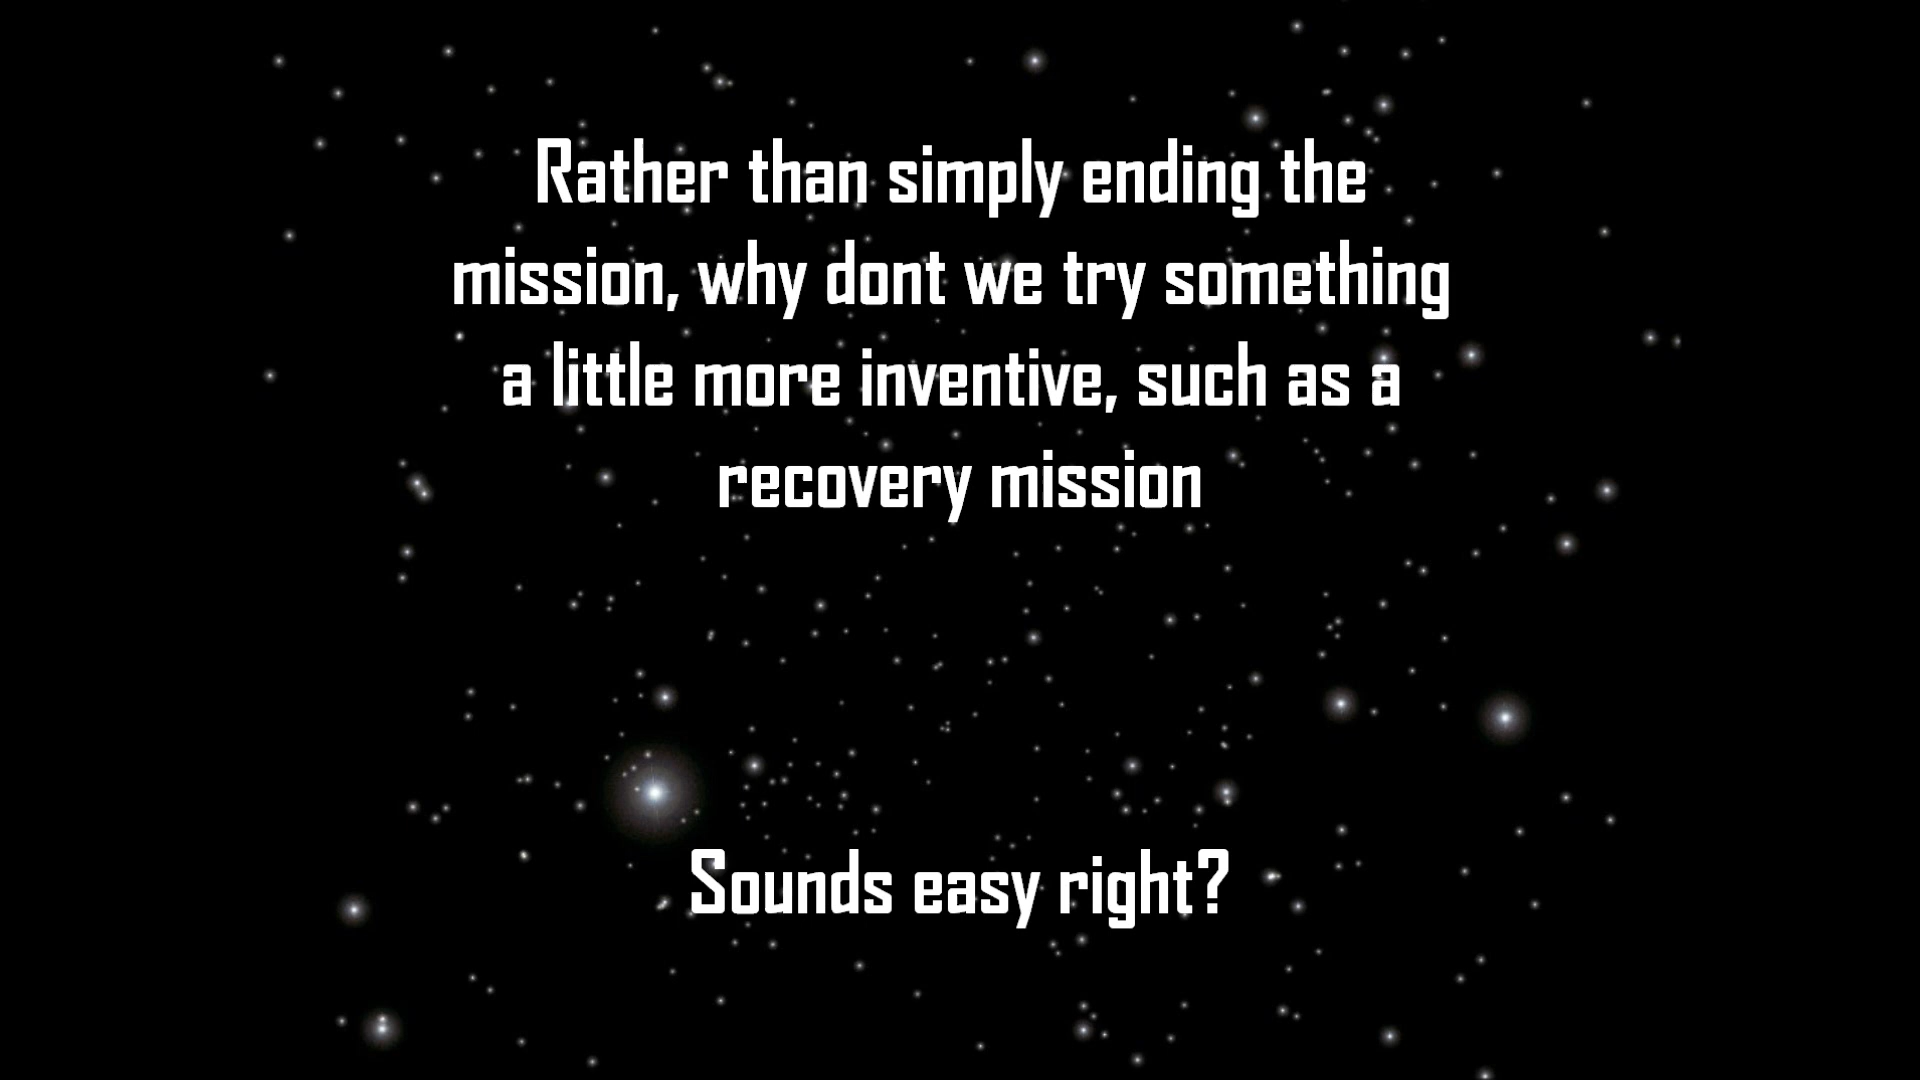 Rather than simply ending the
mission, why dont we try something
a little more inventive, such as a
recovery mission
Sounds easy right?